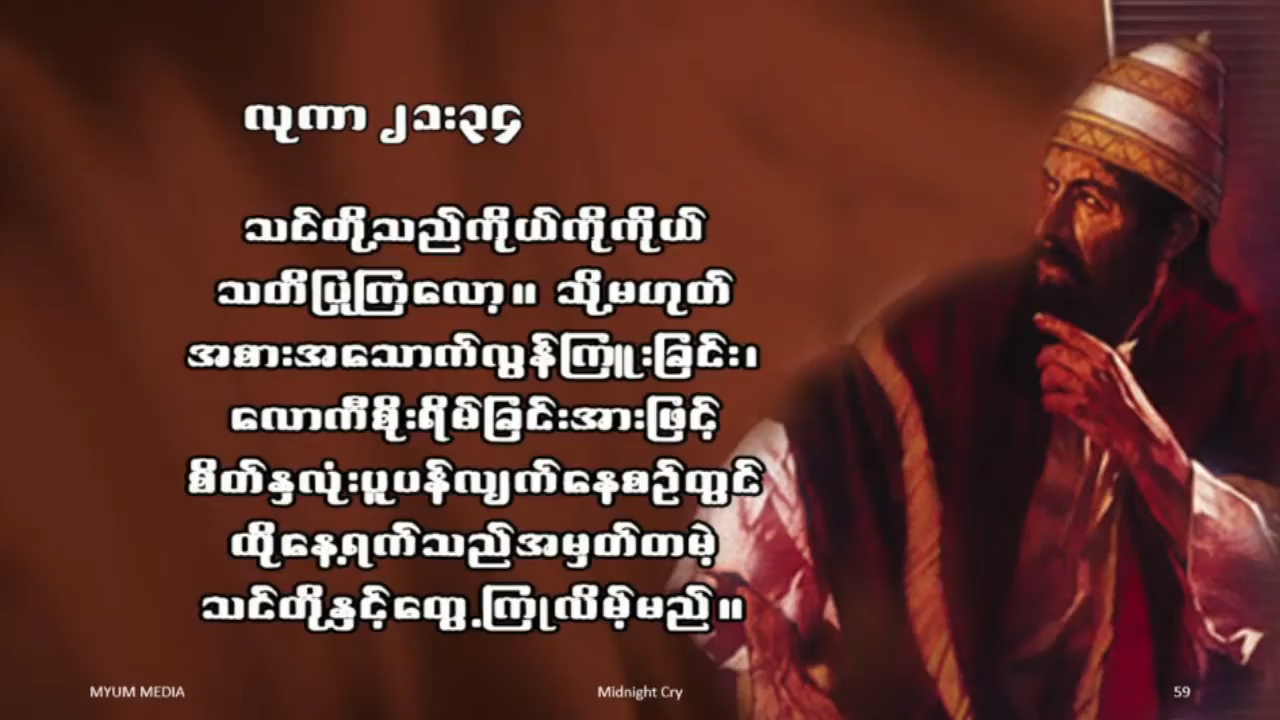 လုကာ ၂၁း၃၄
သင်တို့သည်ကိုယ်ကိုကိုယ်
သတိပြုကြလော့။ သို့မဟုတ်
အစားအသောက်လွန်ကြူးခြင်း၊
လောကီစိုးရိမ်ခြင်းအားဖြင့်
စိတ်နှလုံးပူပန်လျက်နေစဉ်တွင်
ထိုနေ့ရက်သည်အမှတ်တမဲ့
သင်တို့နှင့်တွေ့ကြုလိမ့်မည်။
MYUM MEDIA
Midnight Cry
59